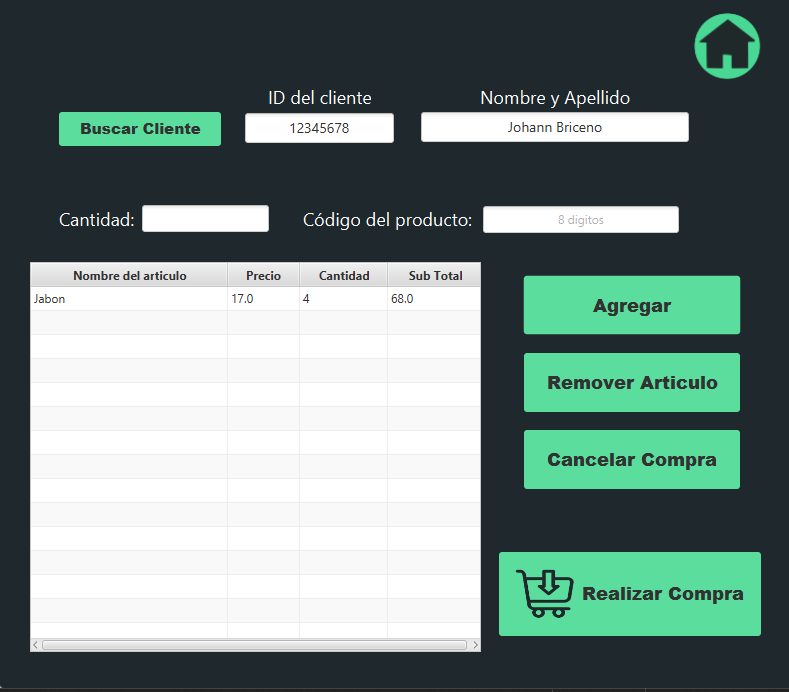 ID del cliente
Nombre y Apellido
Buscar Cliente
12345678
Johann Briceno
Cantidad:
Código del producto:
8 digitos
Nombre del articulo Precio Cantidad Sub Total
Jabon 17.0 4 68.0
Agregar
Remover Articulo
Cancelar Compra
Realizar Compra